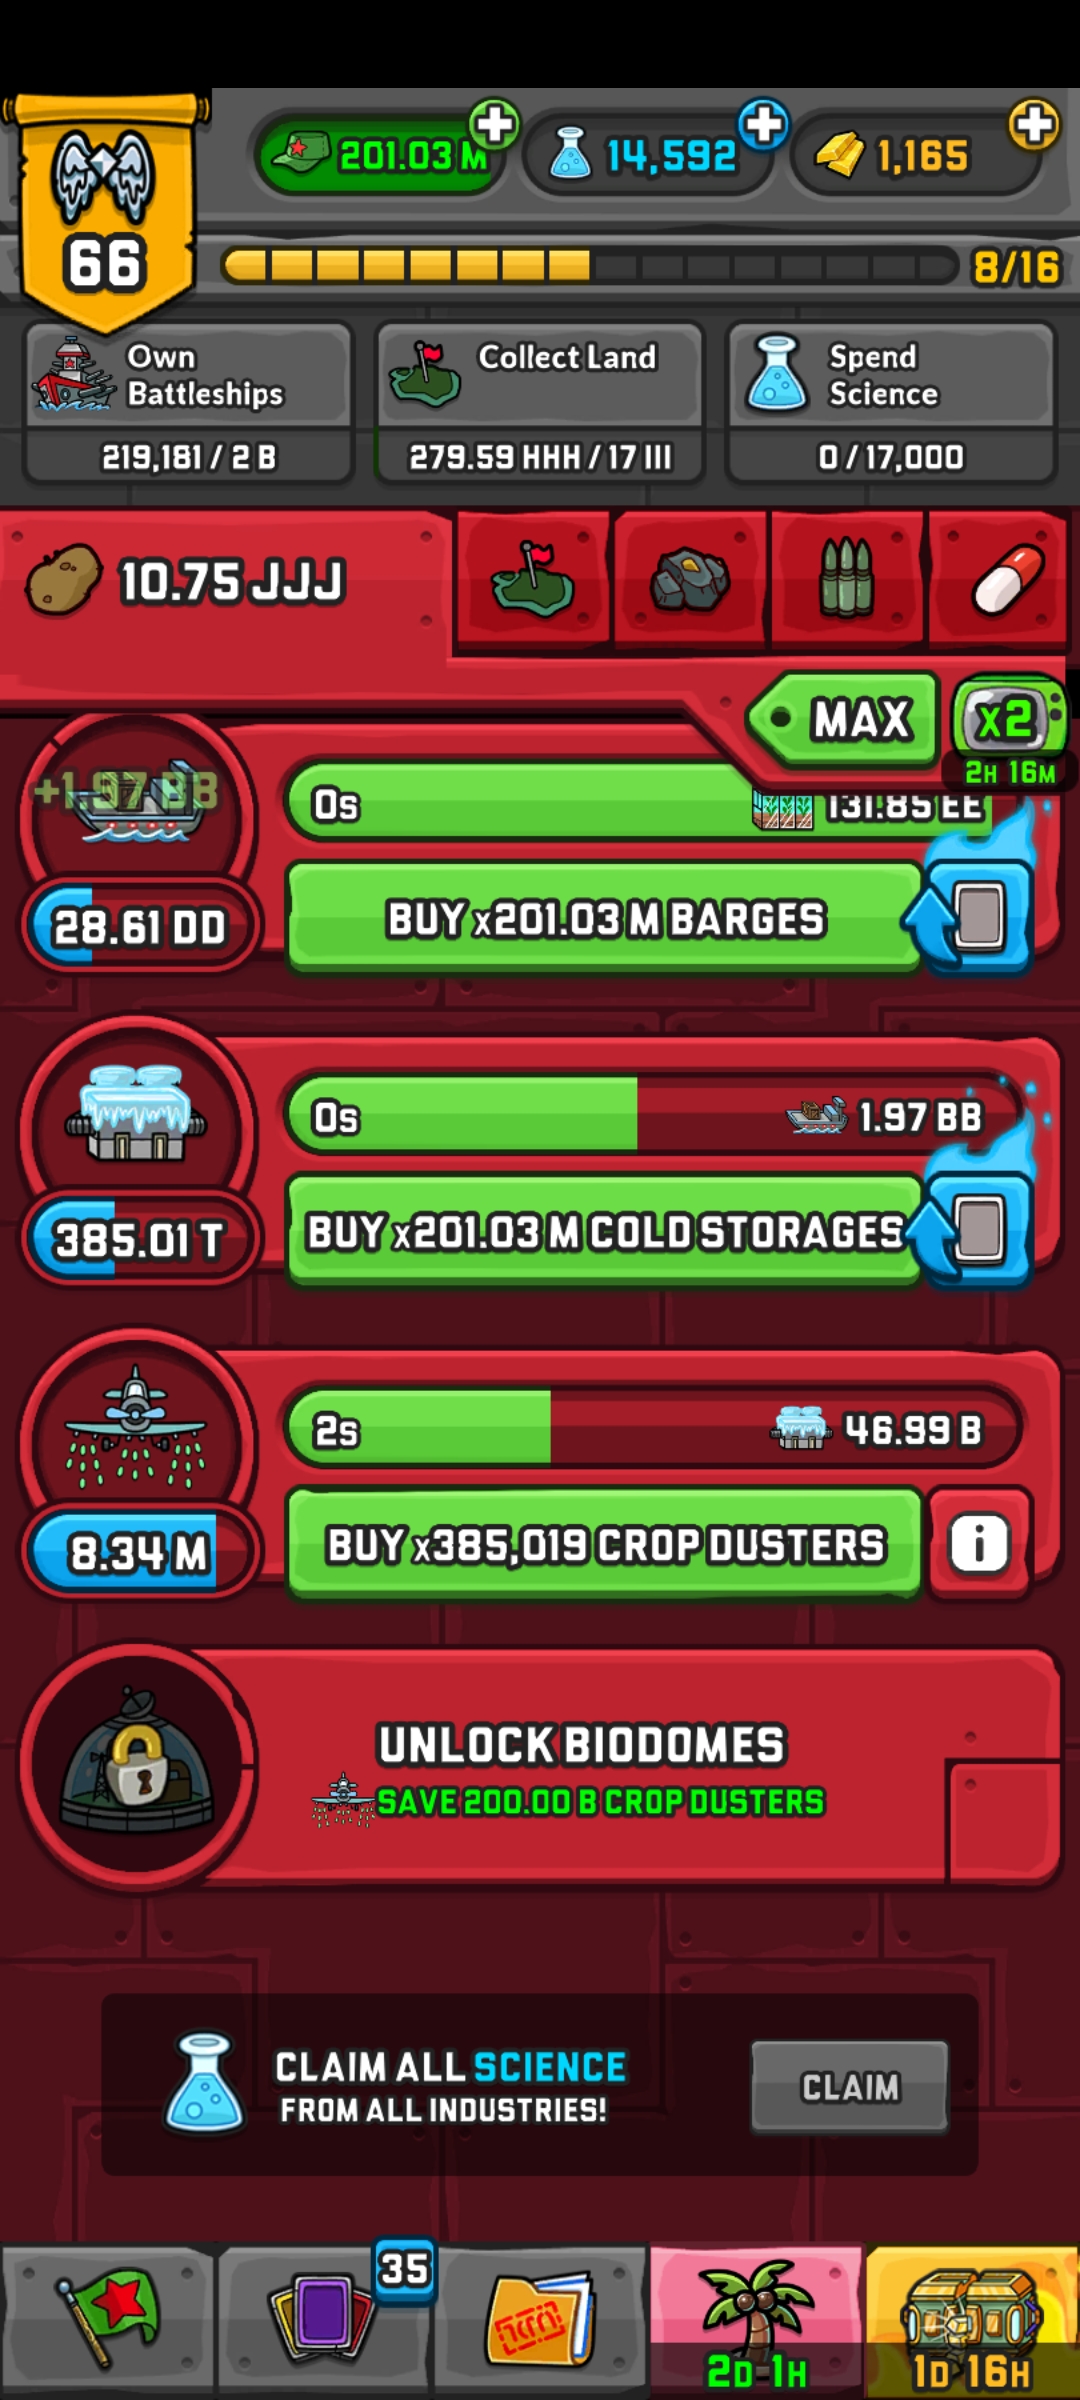 201.03 M
14,592
1,165
66
8/16
Own
Battleships
219,181 / 2 B
Collect Land
279.59 HHH / 17 III
Spend
Science
0 / 17,000
10.75 JJJ
MAX
x2
2H 16M
+1.97 BB
0s
131.85 EE
28.61 DD
BUY x201.03 M BARGES
0s
1.97 BB
385.01 T
BUY x201.03 M COLD STORAGES
2s
46.99 B
8.34 M
BUY x385,019 CROP DUSTERS
i
UNLOCK BIODOMES
SAVE 200.00 B CROP DUSTERS
CLAIM ALL SCIENCE
FROM ALL INDUSTRIES!
CLAIM
35
2D 1H
1D 16H